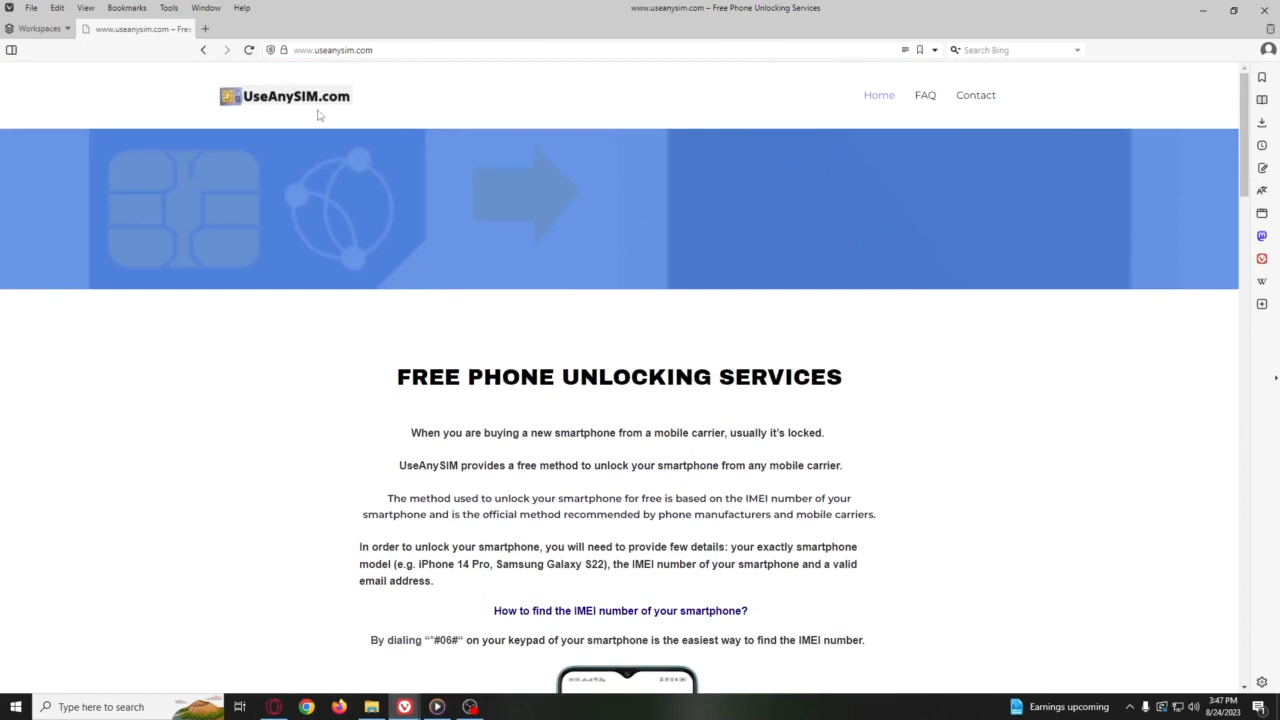 File Edit View Bookmarks Tools Window Help
www.useanysim.com – Free Phone Unlocking Services
Workspaces
www.useanysim.com – Free
www.useanysim.com
Search Bing
UseAnySIM.com
Home FAQ Contact
FREE PHONE UNLOCKING SERVICES
When you are buying a new smartphone from a mobile carrier, usually it's locked.
UseAnySIM provides a free method to unlock your smartphone from any mobile carrier.
The method used to unlock your smartphone for free is based on the IMEI number of your
smartphone and is the official method recommended by phone manufacturers and mobile carriers.
In order to unlock your smartphone, you will need to provide few details: your exactly smartphone
model (e.g. iPhone 14 Pro, Samsung Galaxy S22), the IMEI number of your smartphone and a valid
email address.
How to find the IMEI number of your smartphone?
By dialing “*#06#“ on your keypad of your smartphone is the easiest way to find the IMEI number.
Type here to search
Earnings upcoming
3:47 PM
8/24/2023